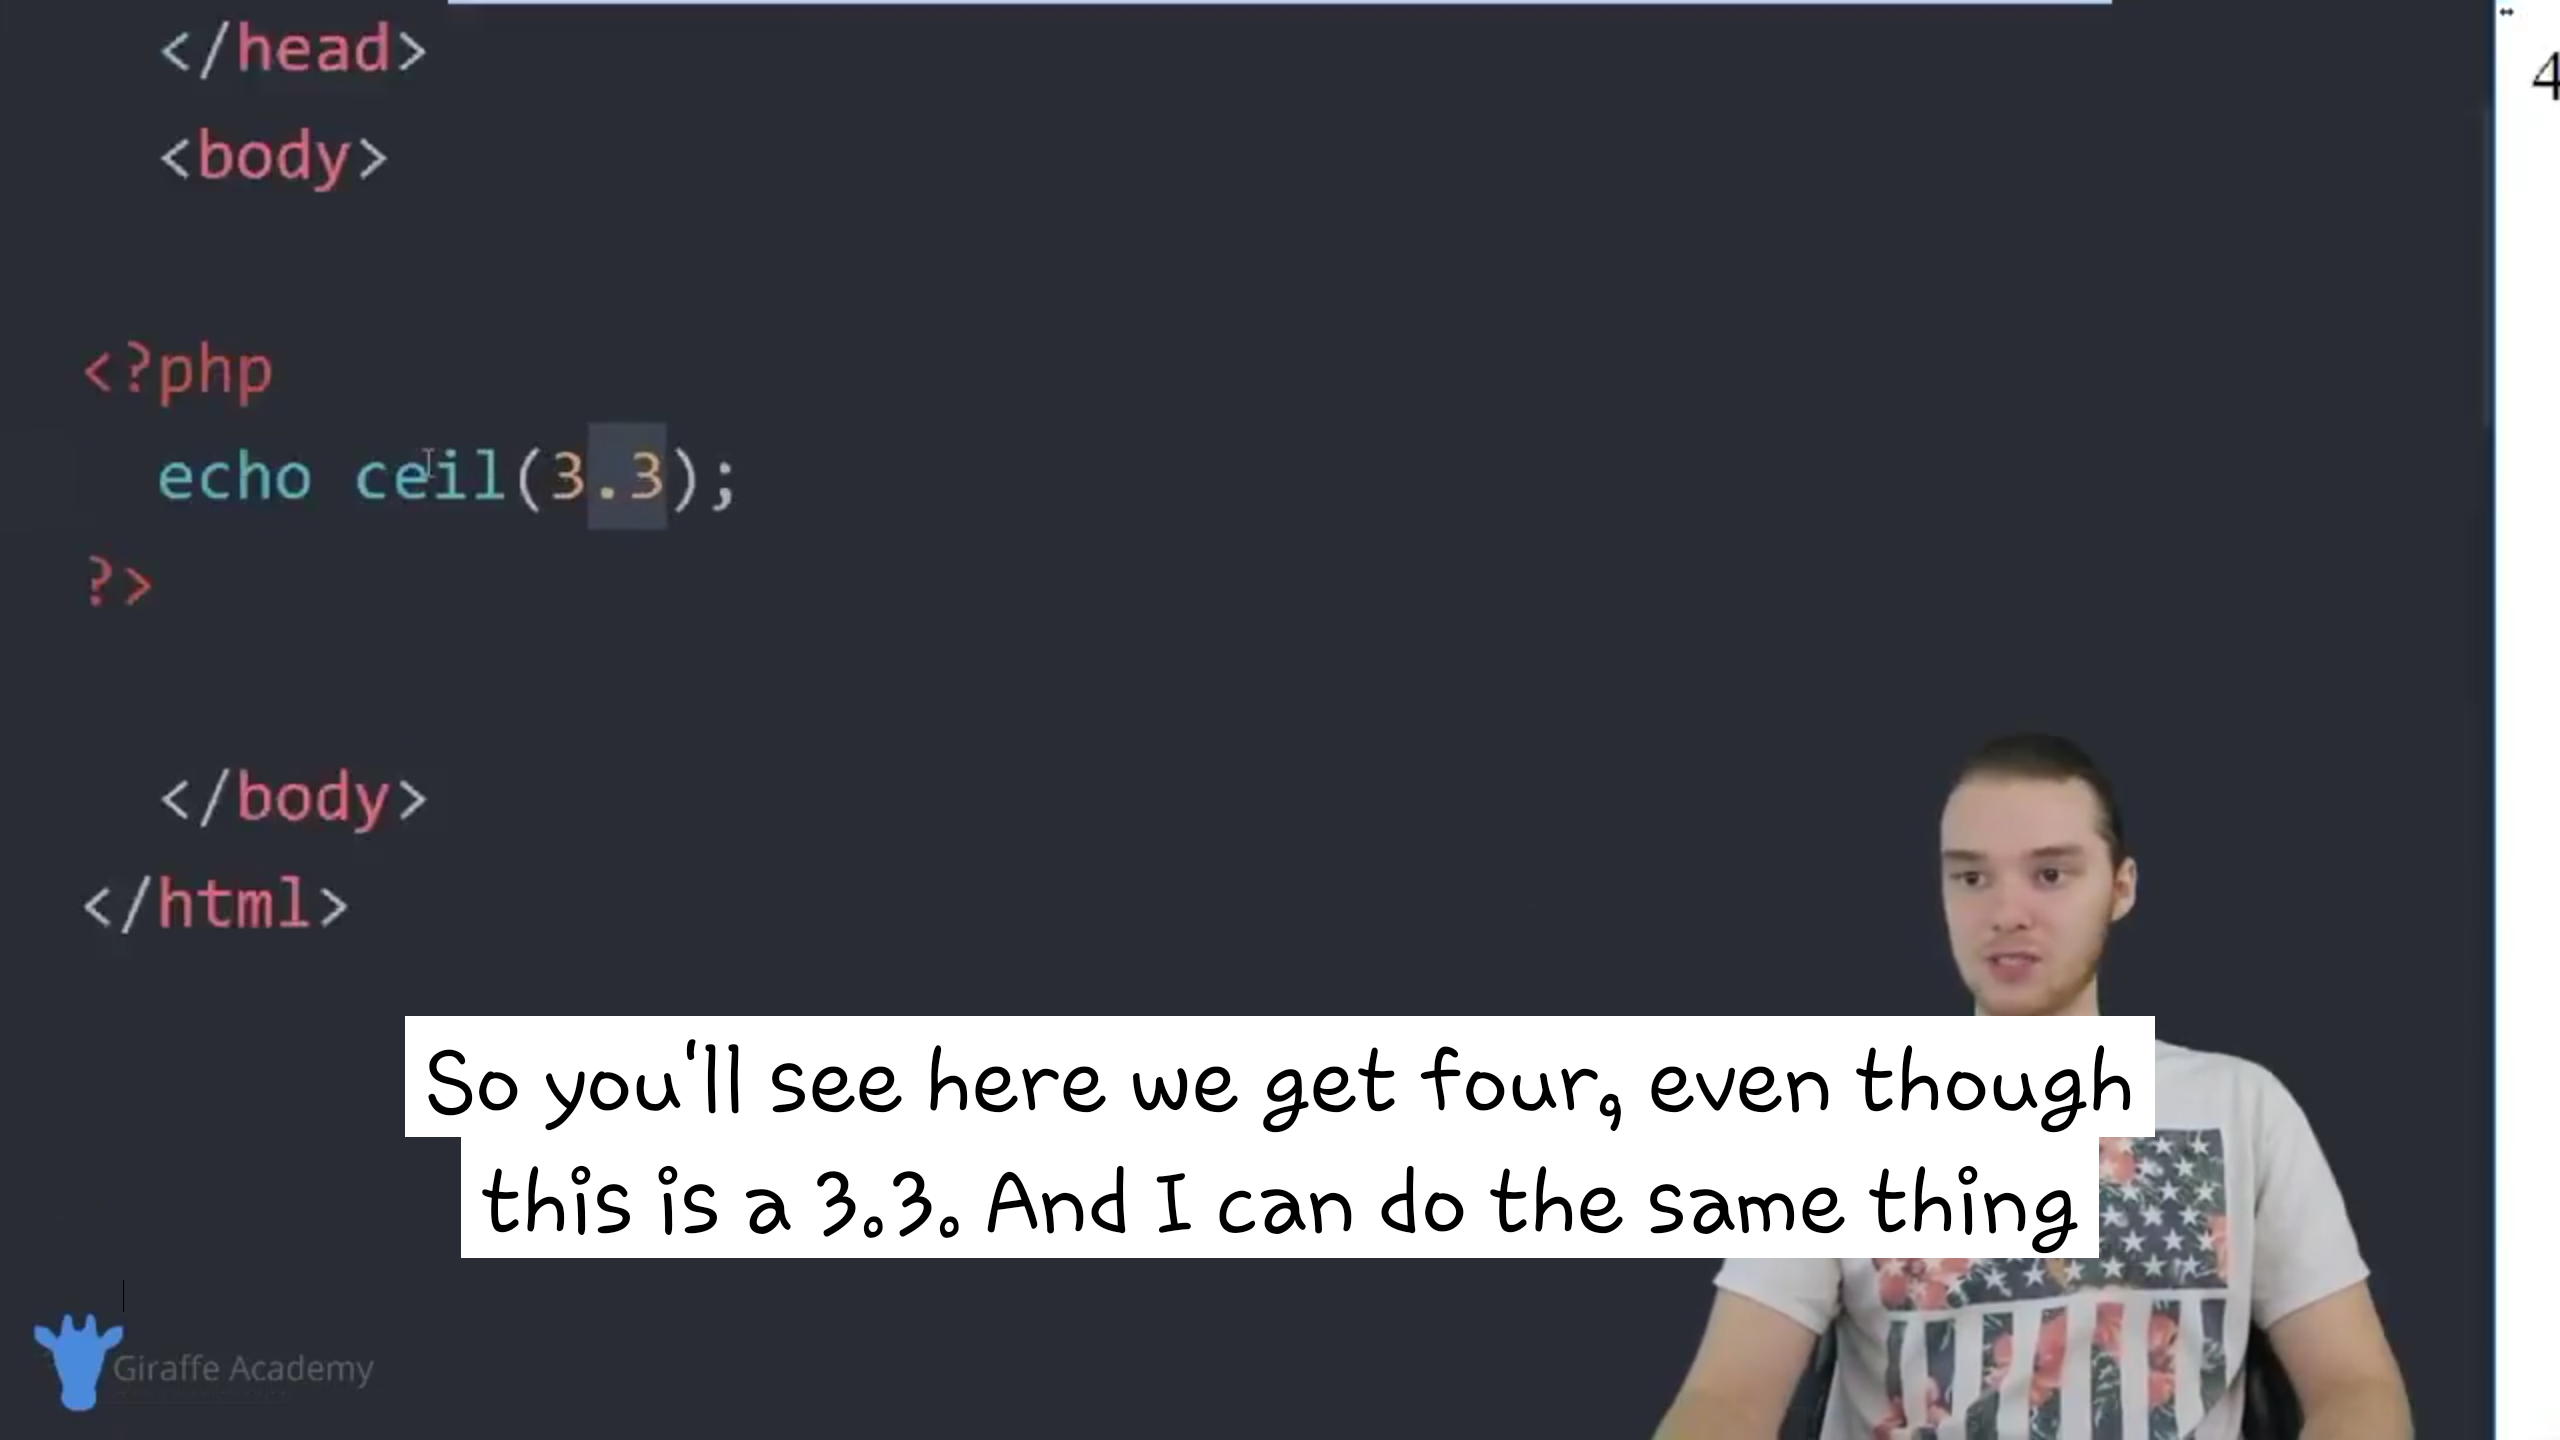 </head>
<body>
<?php
echo ceil(3.3);
?>
</body>
</html>
4
So you'll see here we get four, even though
this is a 3.3. And I can do the same thing
Giraffe Academy